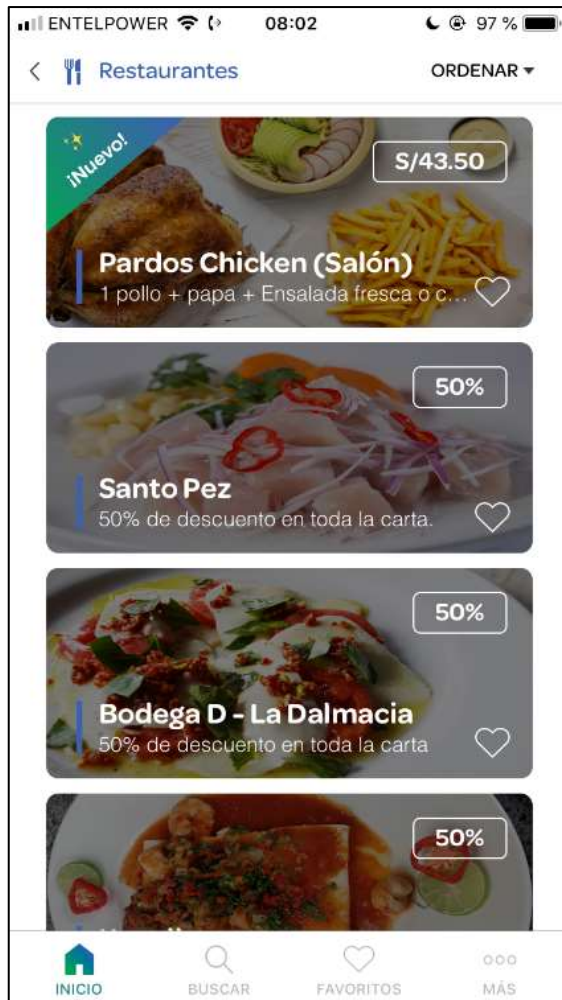 ENTELPOWER 08:02 97 %
Restaurantes ORDENAR
¡Nuevo!
S/43.50
Pardos Chicken (Salón)
1 pollo + papa + Ensalada fresca o c...
50%
Santo Pez
50% de descuento en toda la carta.
50%
Bodega D - La Dalmacia
50% de descuento en toda la carta
50%
INICIO BUSCAR FAVORITOS MÁS